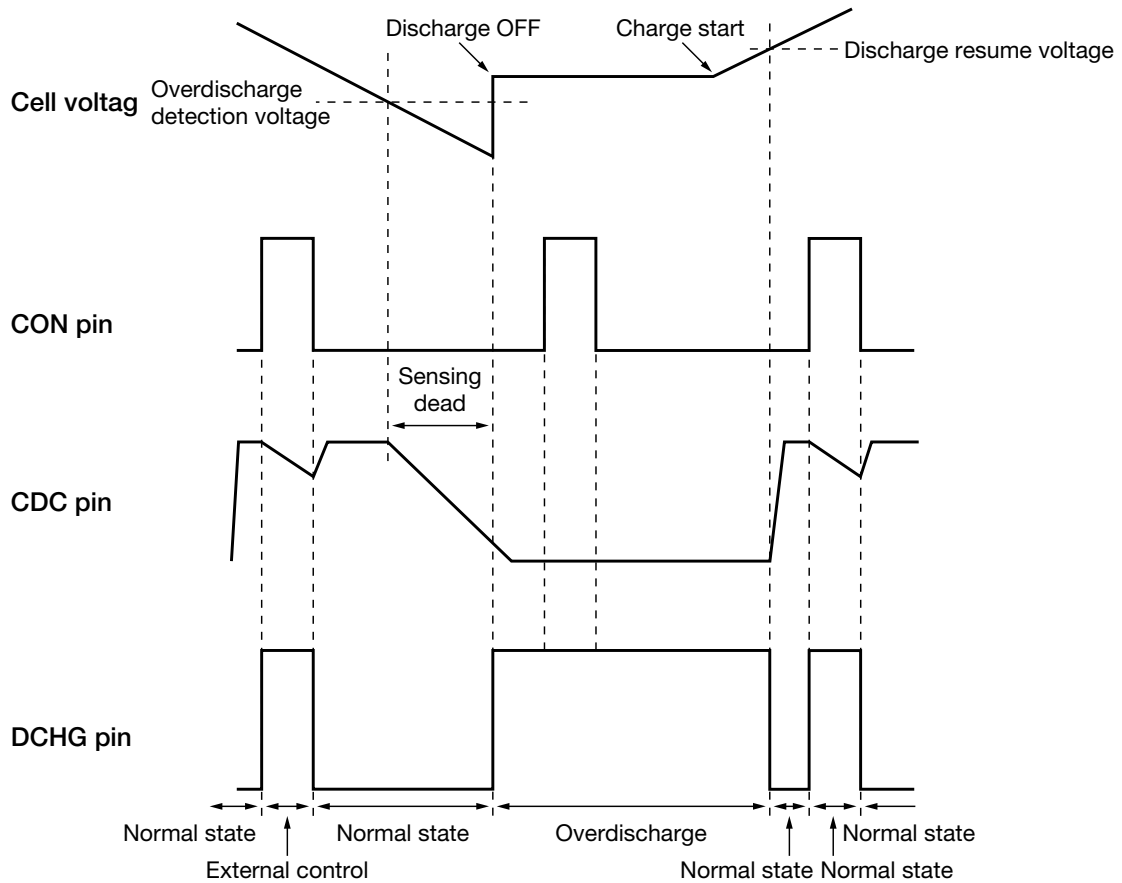 Discharge OFF
Charge start
Discharge resume voltage
Cell voltag
Overdischarge
detection voltage
CON pin
Sensing
dead
CDC pin
DCHG pin
Normal state
Normal state
Overdischarge
Normal state
External control
Normal state
Normal state